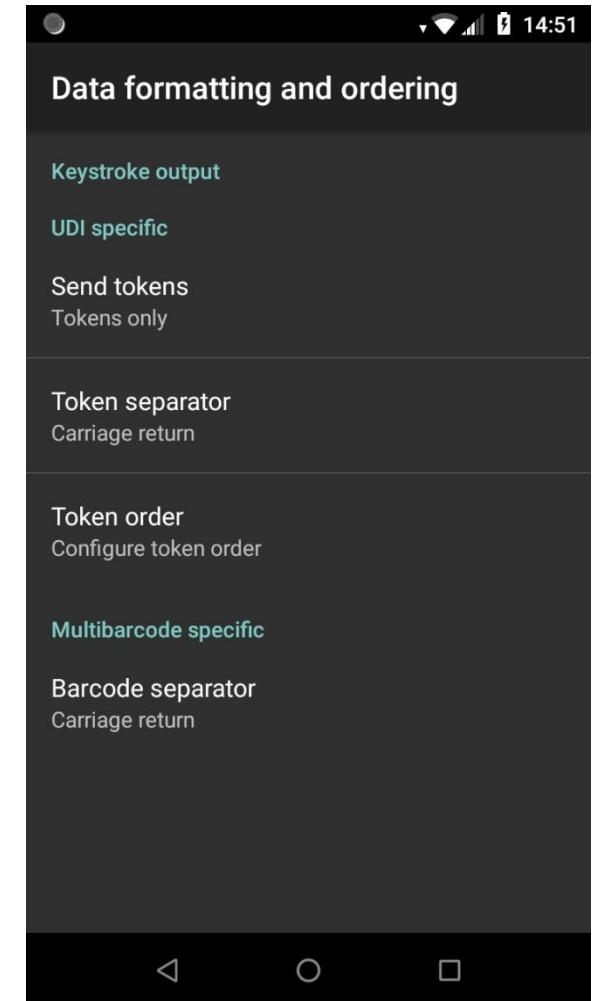 14:51
Data formatting and ordering
Keystroke output
UDI specific
Send tokens
Tokens only
Token separator
Carriage return
Token order
Configure token order
Multibarcode specific
Barcode separator
Carriage return